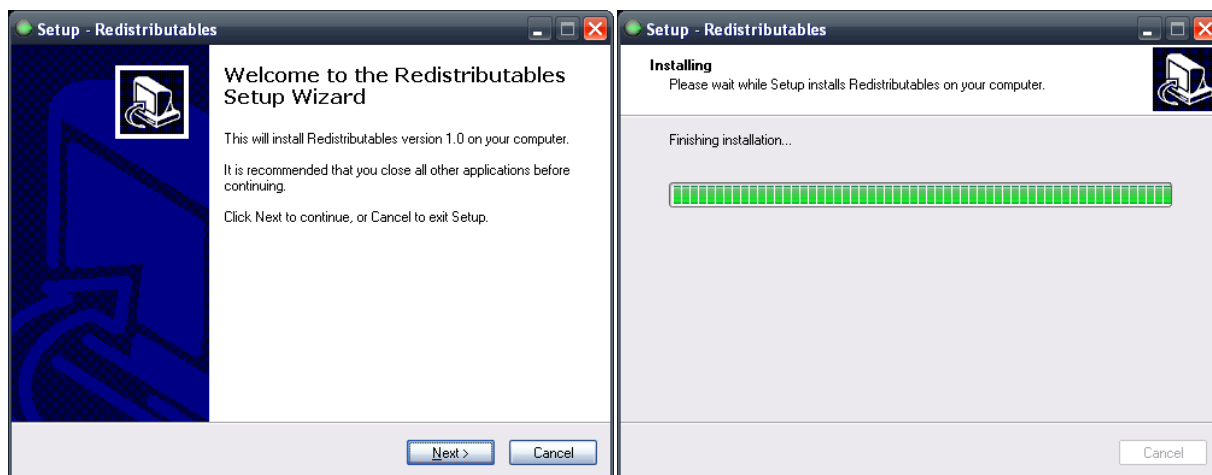 Setup - Redistributables
Welcome to the Redistributables
Setup Wizard
This will install Redistributables version 1.0 on your computer.
It is recommended that you close all other applications before
continuing.
Click Next to continue, or Cancel to exit Setup.
Next >
Cancel
Setup - Redistributables
Installing
Please wait while Setup installs Redistributables on your computer.
Finishing installation...
Cancel